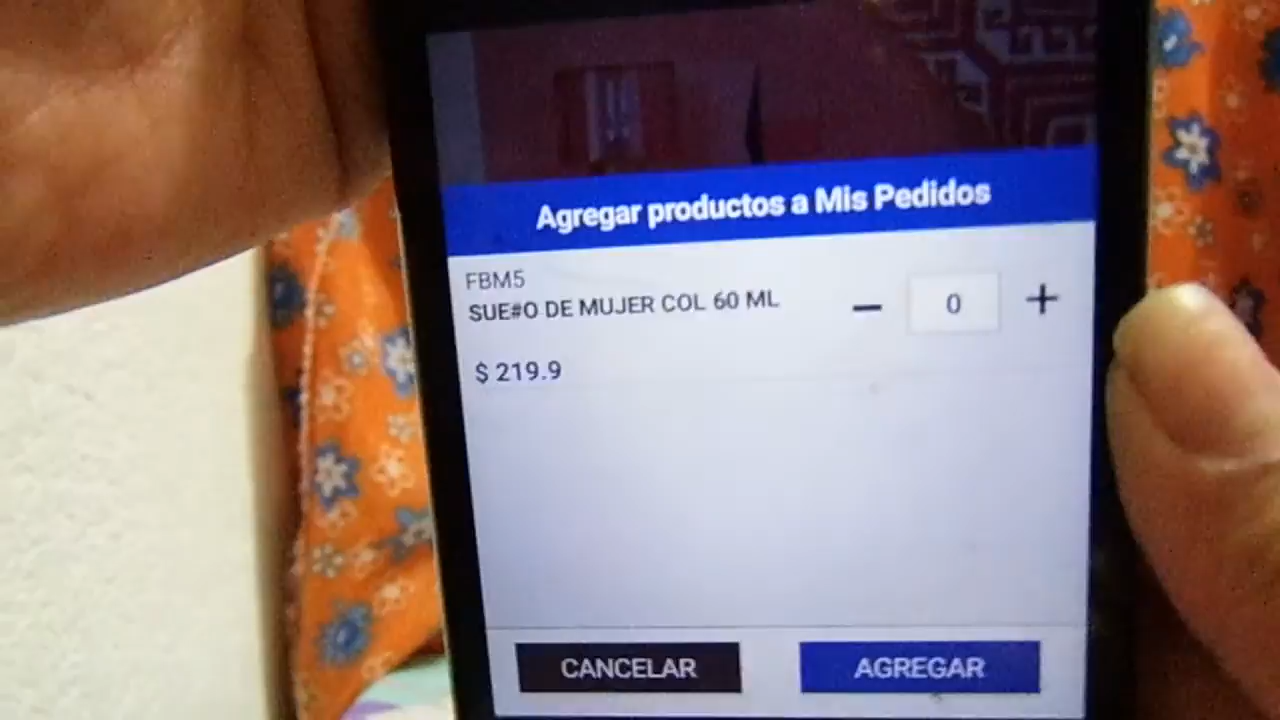 Agregar productos a Mis Pedidos
FBM5
SUE#O DE MUJER COL 60 ML
− 0 +
$ 219.9
CANCELAR
AGREGAR